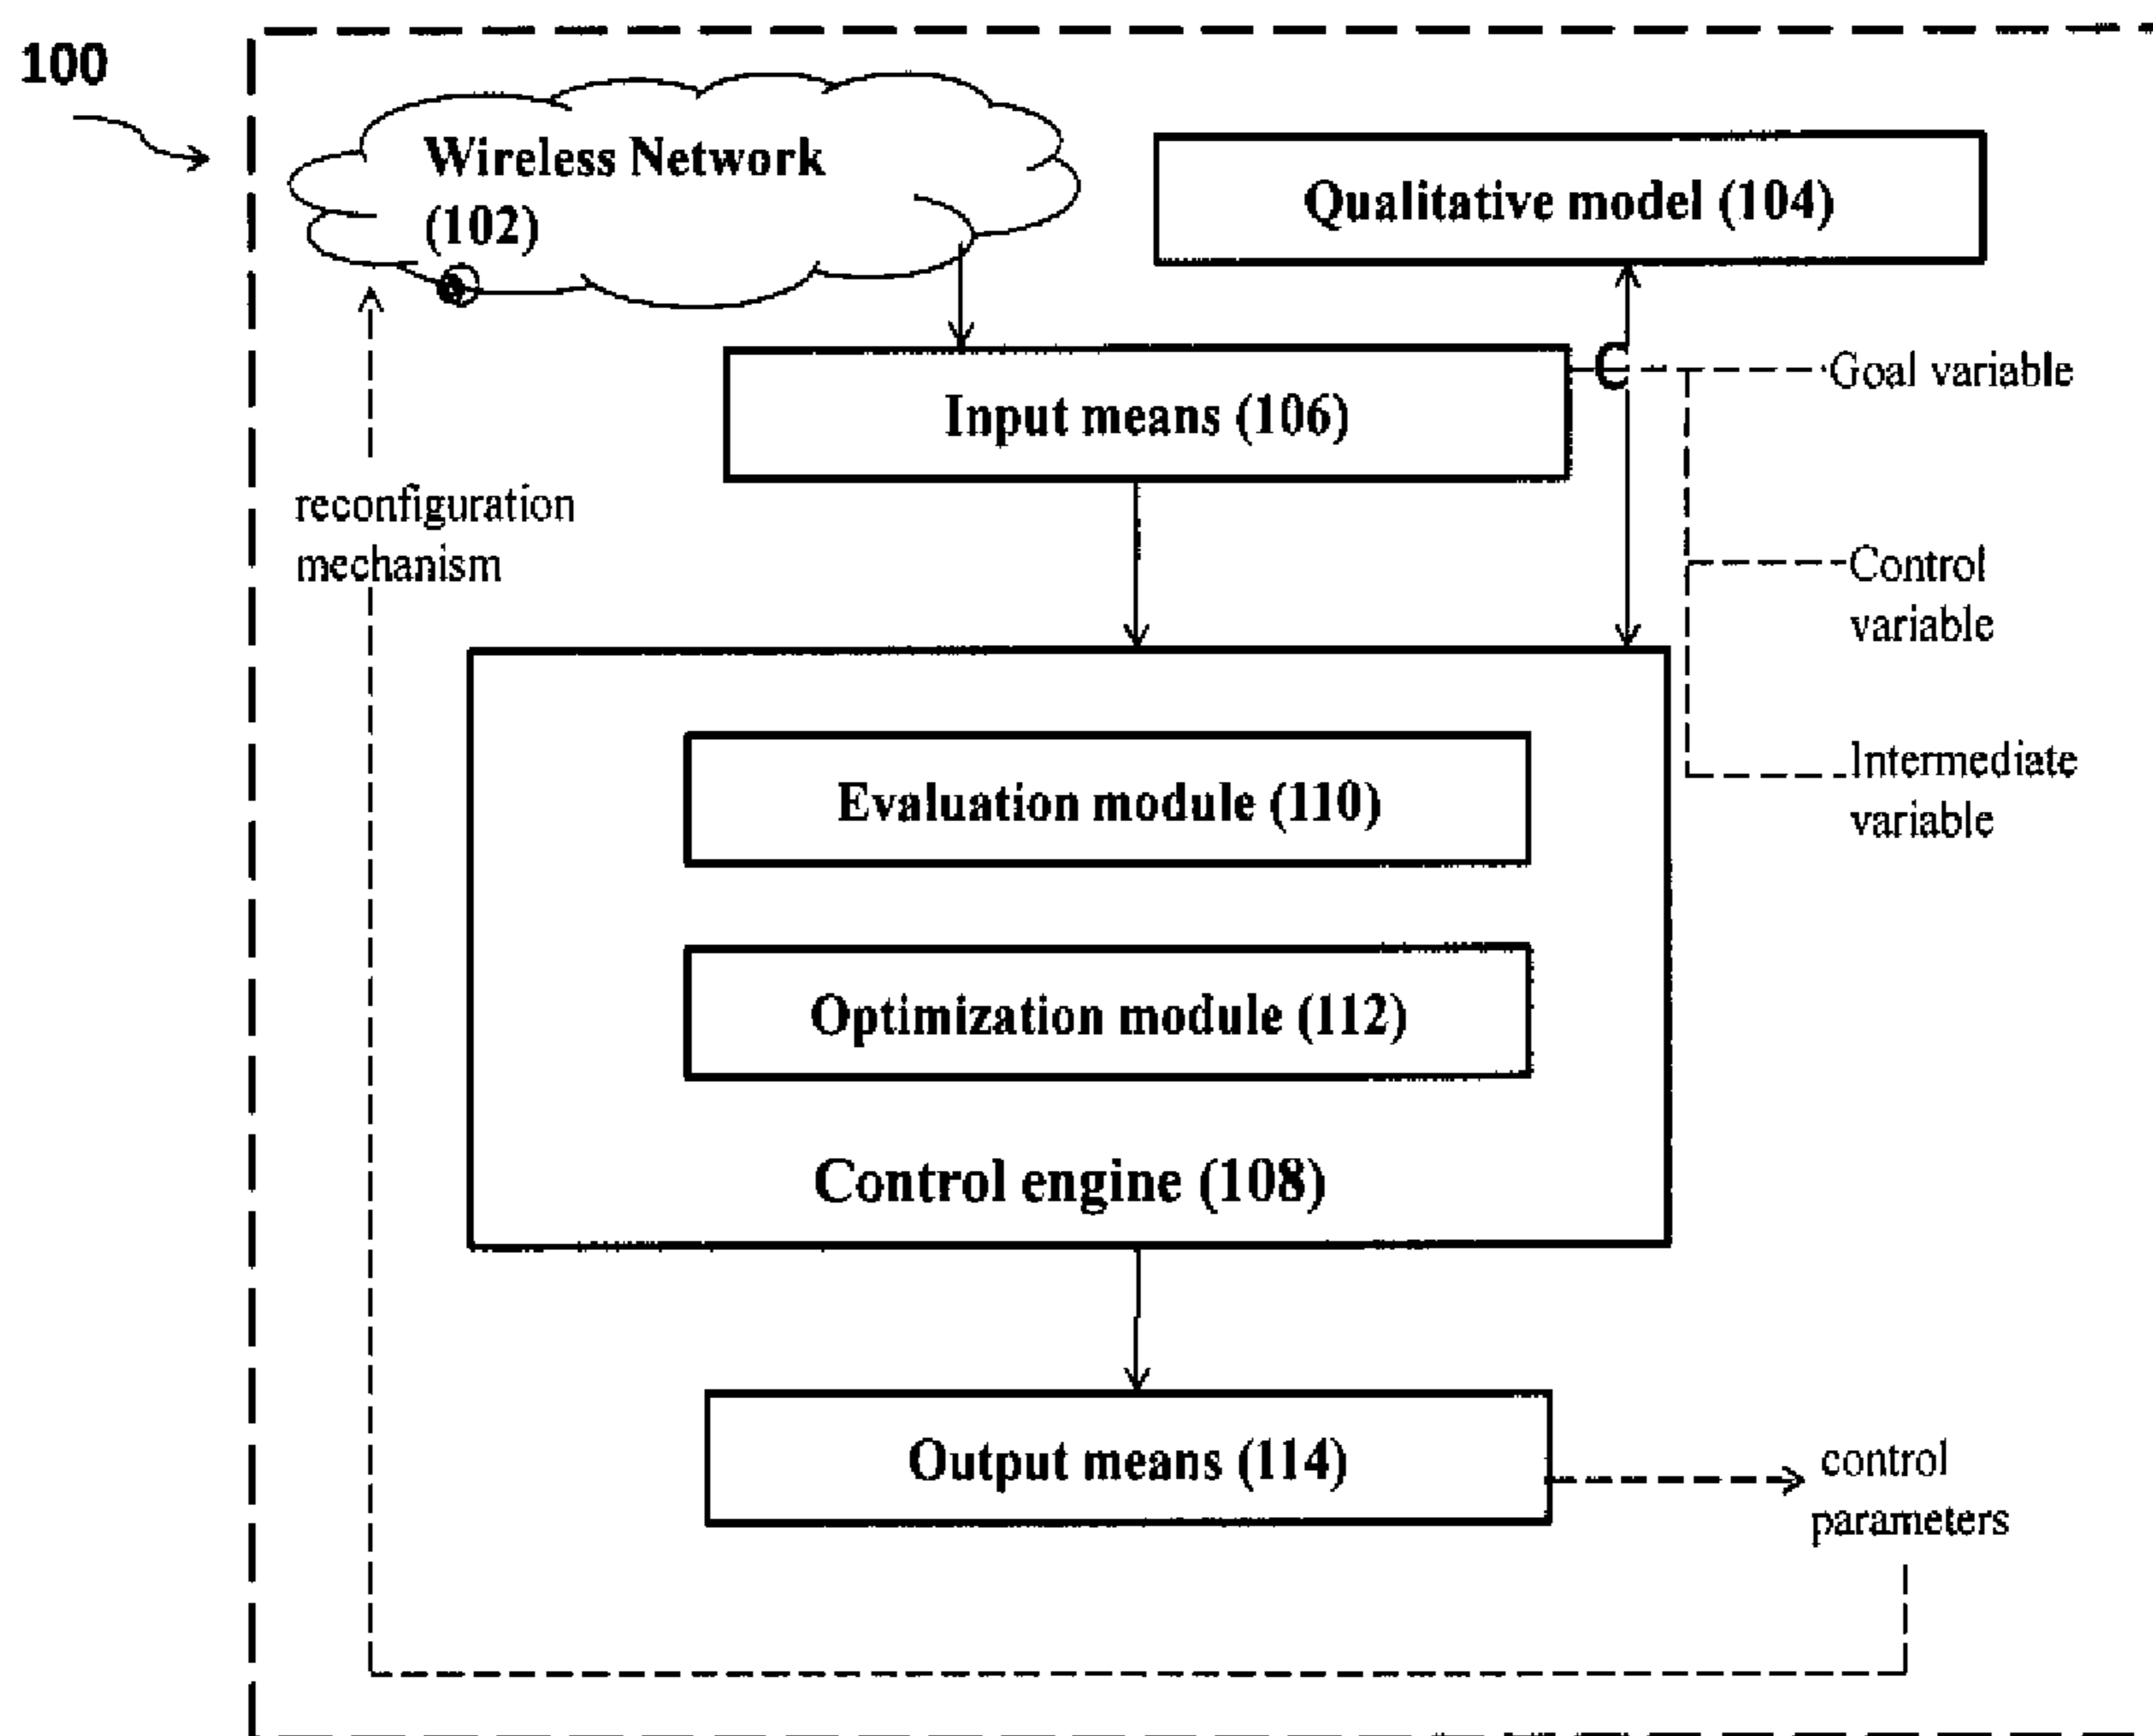 100
Wireless Network
(102)
Qualitative model (104)
Input means (106)
Goal variable
reconfiguration
mechanism
Control
variable
Intermediate
variable
Evaluation module (110)
Optimization module (112)
Control engine (108)
Output means (114)
control
parameters